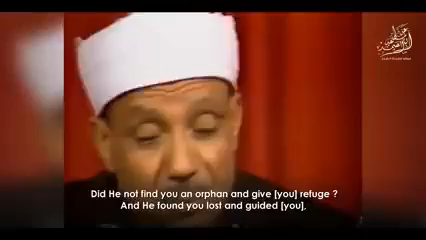 Did He not find you an orphan and give [you] refuge ?
And He found you lost and guided [you],